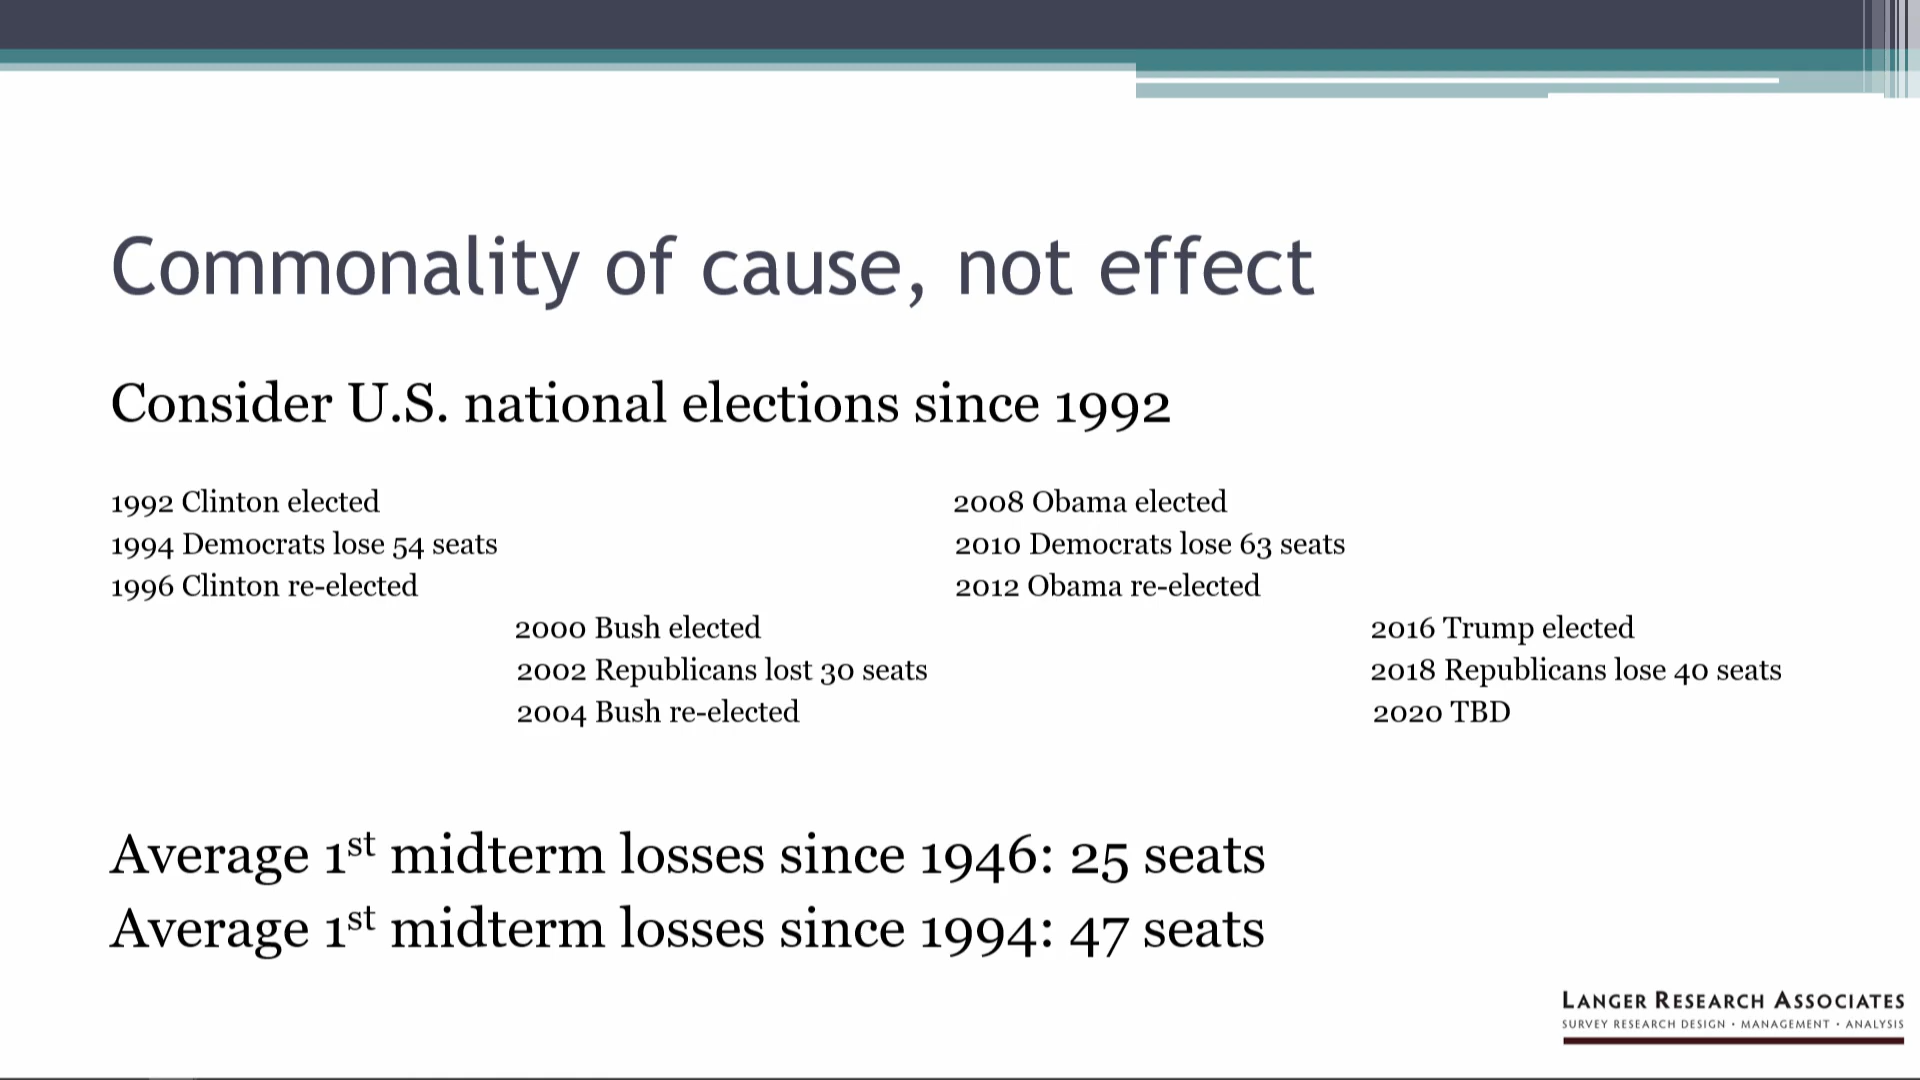 Commonality of cause, not effect
Consider U.S. national elections since 1992
1992 Clinton elected
1994 Democrats lose 54 seats
1996 Clinton re-elected
2000 Bush elected
2002 Republicans lost 30 seats
2004 Bush re-elected
2008 Obama elected
2010 Democrats lose 63 seats
2012 Obama re-elected
2016 Trump elected
2018 Republicans lose 40 seats
2020 TBD
Average 1st midterm losses since 1946: 25 seats
Average 1st midterm losses since 1994: 47 seats
LANGER RESEARCH ASSOCIATES
SURVEY RESEARCH DESIGN · MANAGEMENT · ANALYSIS